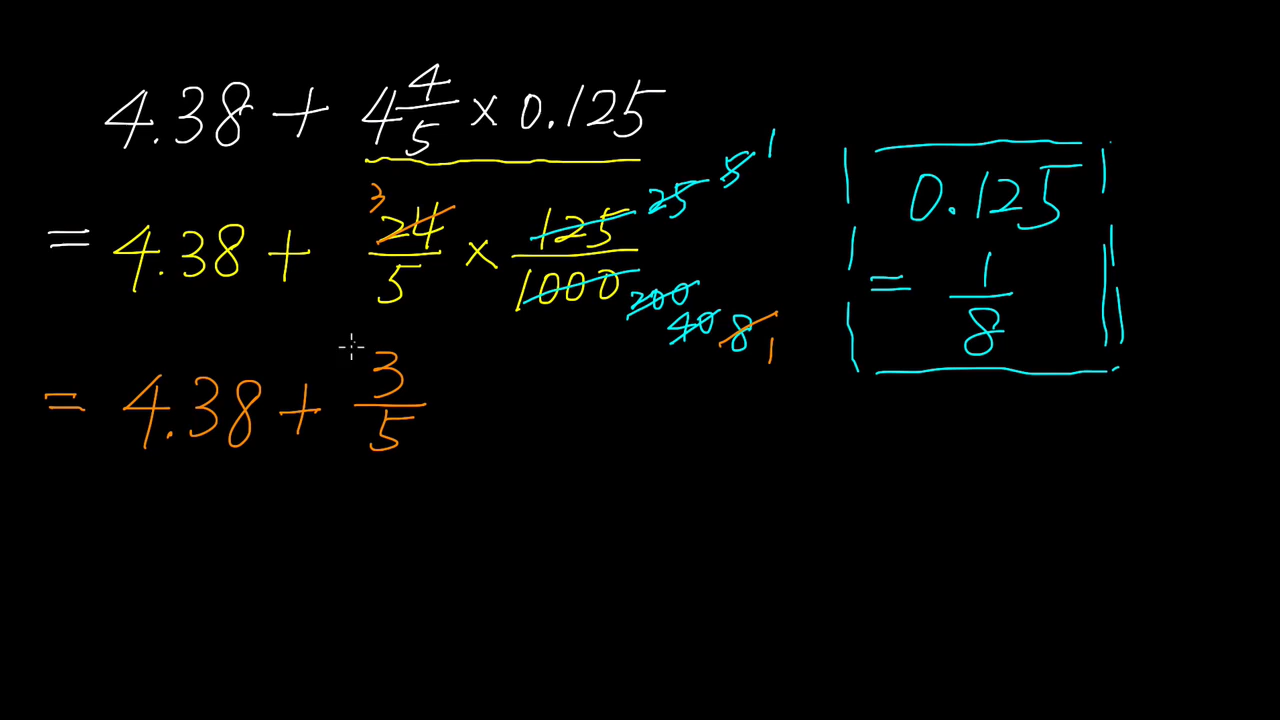 4.38 + 4 4/5 × 0.125
= 4.38 + 24/5 × 125/1000
3
25 5 1
200
40 8 1
= 4.38 + 3/5
0.125
= 1/8